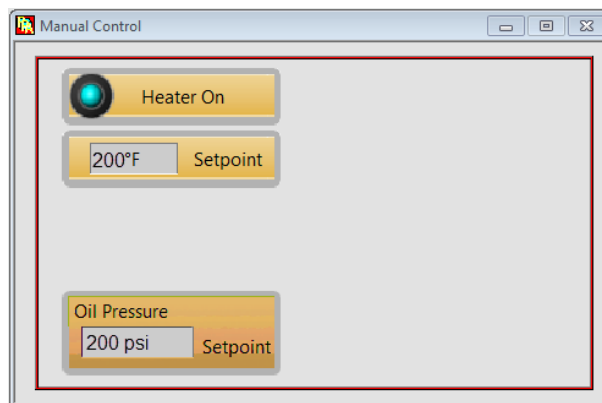 Manual Control
Heater On
200°F Setpoint
Oil Pressure
200 psi Setpoint